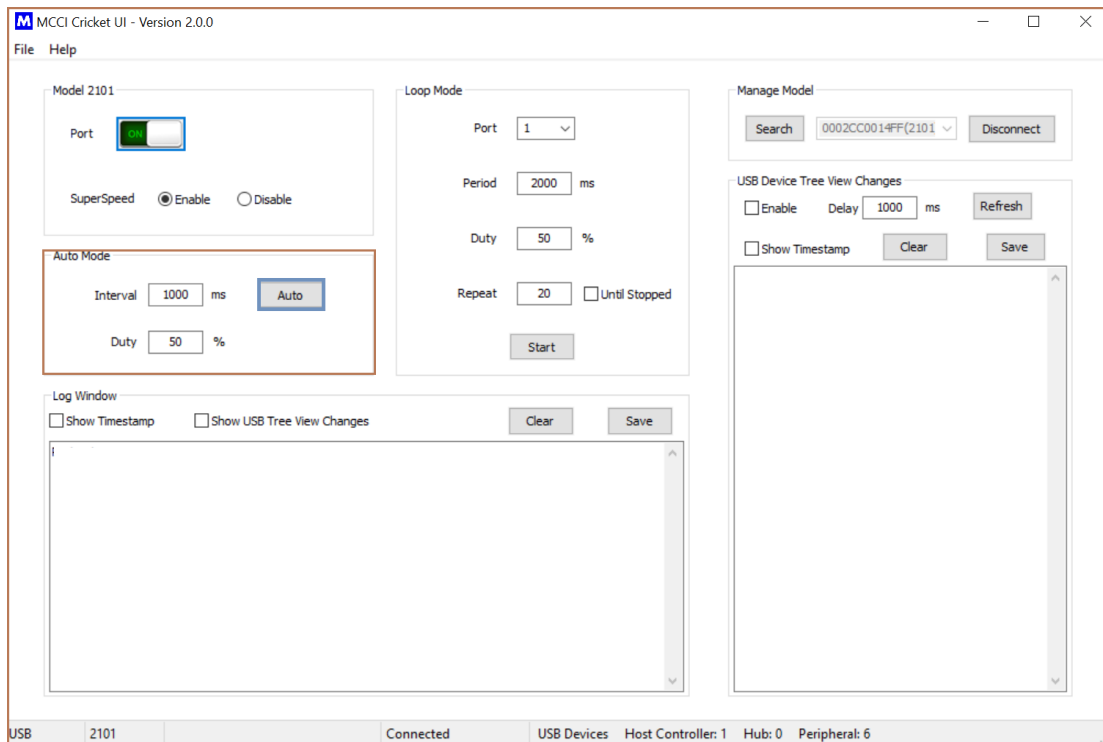 M MCCI Cricket UI - Version 2.0.0
File Help
Model 2101
Port ON
SuperSpeed Enable Disable
Auto Mode
Interval 1000 ms Auto
Duty 50 %
Loop Mode
Port 1
Period 2000 ms
Duty 50 %
Repeat 20 Until Stopped
Start
Manage Model
Search 0002CC0014FF(2101 Disconnect
USB Device Tree View Changes
Enable Delay 1000 ms Refresh
Show Timestamp Clear Save
Log Window
Show Timestamp Show USB Tree View Changes Clear Save
USB 2101 Connected USB Devices Host Controller: 1 Hub: 0 Peripheral: 6